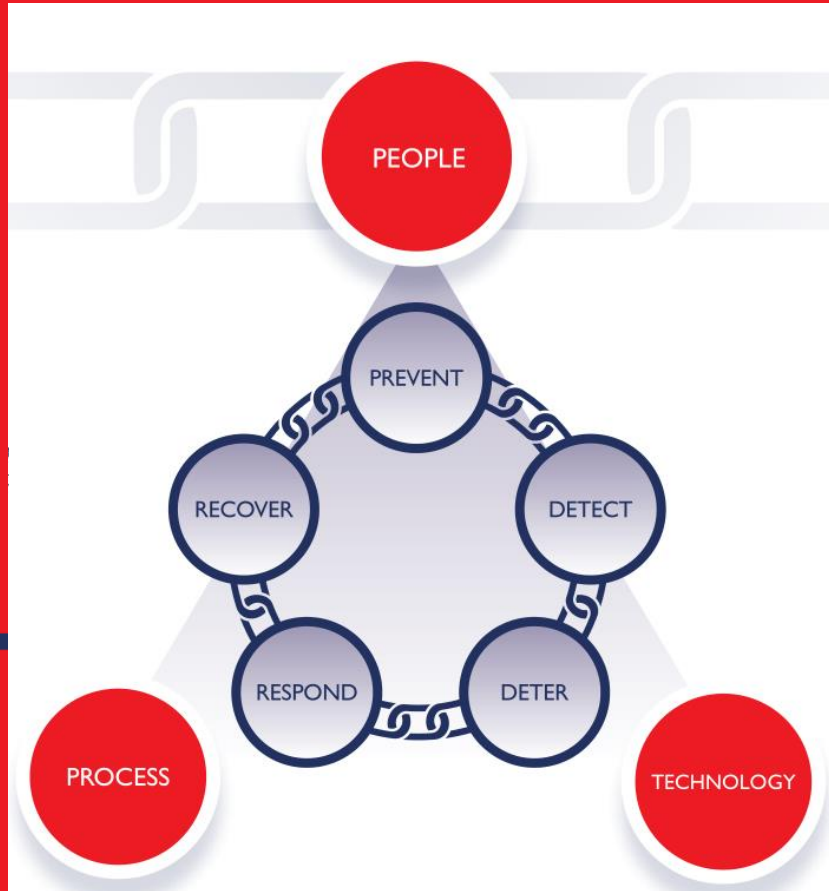 PEOPLE
PREVENT
RECOVER
DETECT
RESPOND
DETER
PROCESS
TECHNOLOGY